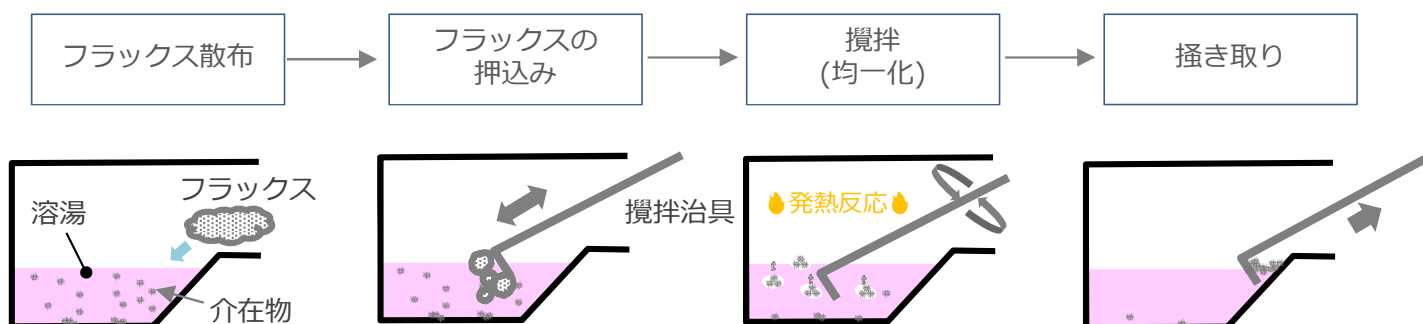 フラックス散布
フラックスの
押込み
攪拌
(均一化)
掻き取り
フラックス
溶湯
介在物
攪拌治具
発熱反応